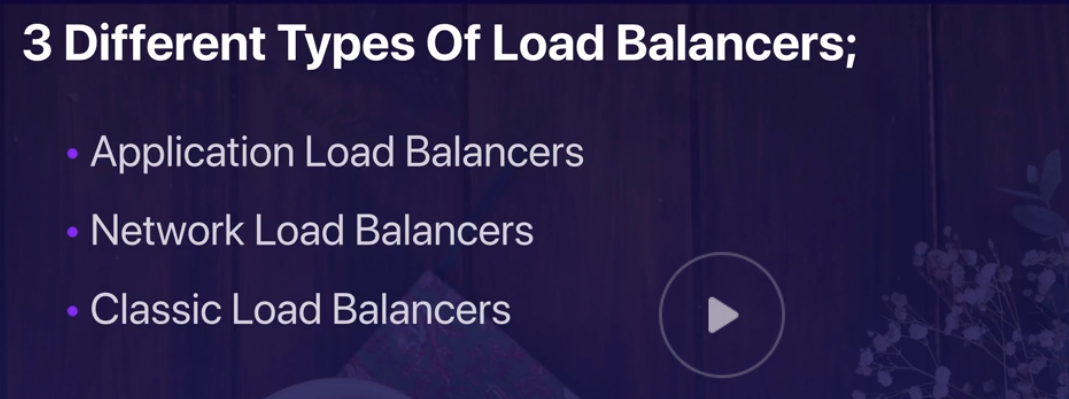 3 Different Types Of Load Balancers;
• Application Load Balancers
• Network Load Balancers
• Classic Load Balancers